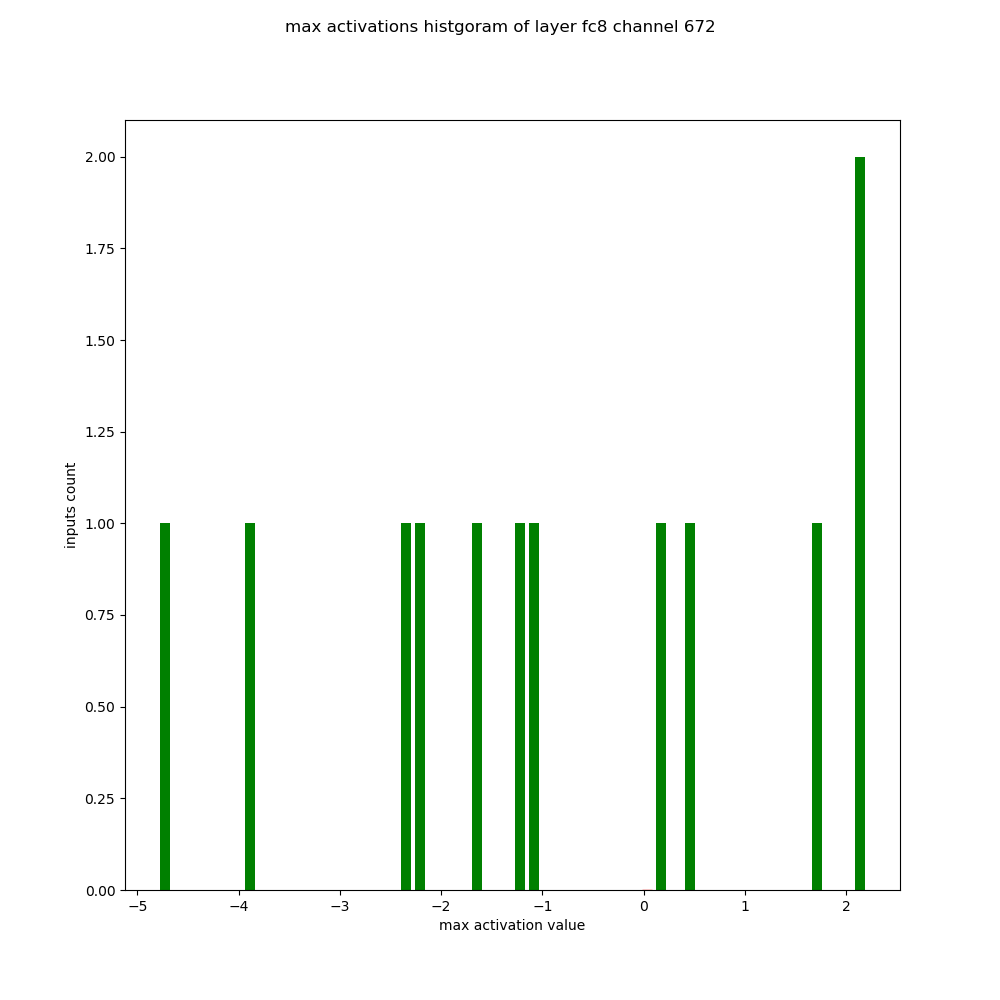 max activations histgoram of layer fc8 channel 672
2.00
1.75
1.50
1.25
1.00
0.75
0.50
0.25
0.00
inputs count
−5 −4 −3 −2 −1 0 1 2
max activation value